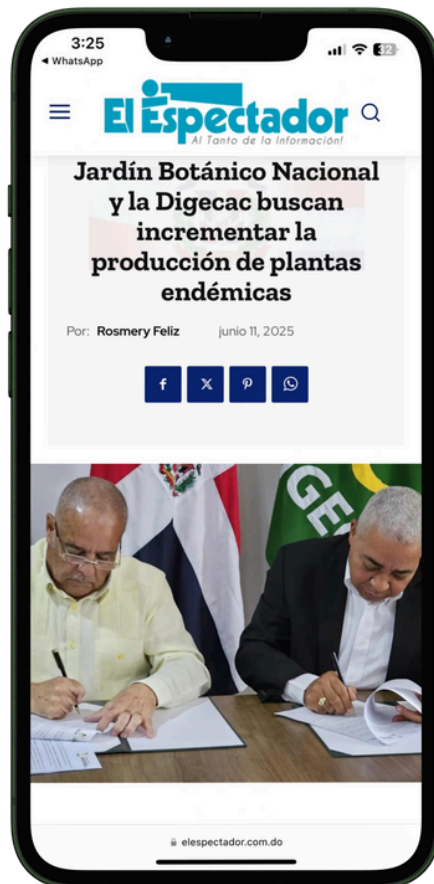 3:25
WhatsApp
32
El Espectador
Al Tanto de la Información!
Jardín Botánico Nacional
y la Digecac buscan
incrementar la
producción de plantas
endémicas
Por: Rosmery Feliz junio 11, 2025
elespectador.com.do